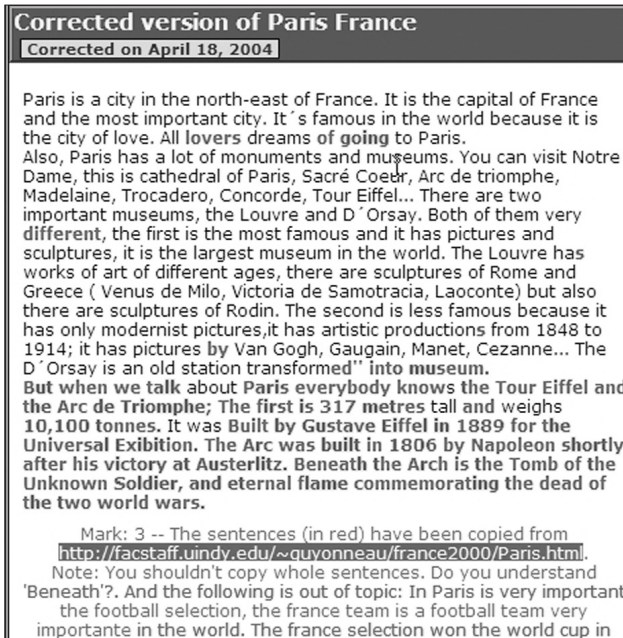 Corrected version of Paris France
Corrected on April 18, 2004
Paris is a city in the north-east of France. It is the capital of France
and the most important city. It´s famous in the world because it is
the city of love. All lovers dreams of going to Paris.
Also, Paris has a lot of monuments and museums. You can visit Notre
Dame, this is cathedral of Paris, Sacré Coeur, Arc de triomphe,
Madelaine, Trocadero, Concorde, Tour Eiffel... There are two
important museums, the Louvre and D´Orsay. Both of them very
different, the first is the most famous and it has pictures and
sculptures, it is the largest museum in the world. The Louvre has
works of art of different ages, there are sculptures of Rome and
Greece ( Venus de Milo, Victoria de Samotracia, Laoconte) but also
there are sculptures of Rodin. The second is less famous because it
has only modernist pictures,it has artistic productions from 1848 to
1914; it has pictures by Van Gogh, Gaugain, Manet, Cezanne... The
D´Orsay is an old station transformed" into museum.
But when we talk about Paris everybody knows the Tour Eiffel and
the Arc de Triomphe; The first is 317 metres tall and weighs
10,100 tonnes. It was Built by Gustave Eiffel in 1889 for the
Universal Exibition. The Arc was built in 1806 by Napoleon shortly
after his victory at Austerlitz. Beneath the Arch is the Tomb of the
Unknown Soldier, and eternal flame commemorating the dead of
the two world wars.
Mark: 3 -- The sentences (in red) have been copied from
http://facstaff.uindy.edu/~guyonneau/france2000/Paris.html.
Note: You shouldn't copy whole sentences. Do you understand
'Beneath'?. And the following is out of topic: In Paris is very important
the football selection, the france team is a football team very
importante in the world. The france selection won the world cup in